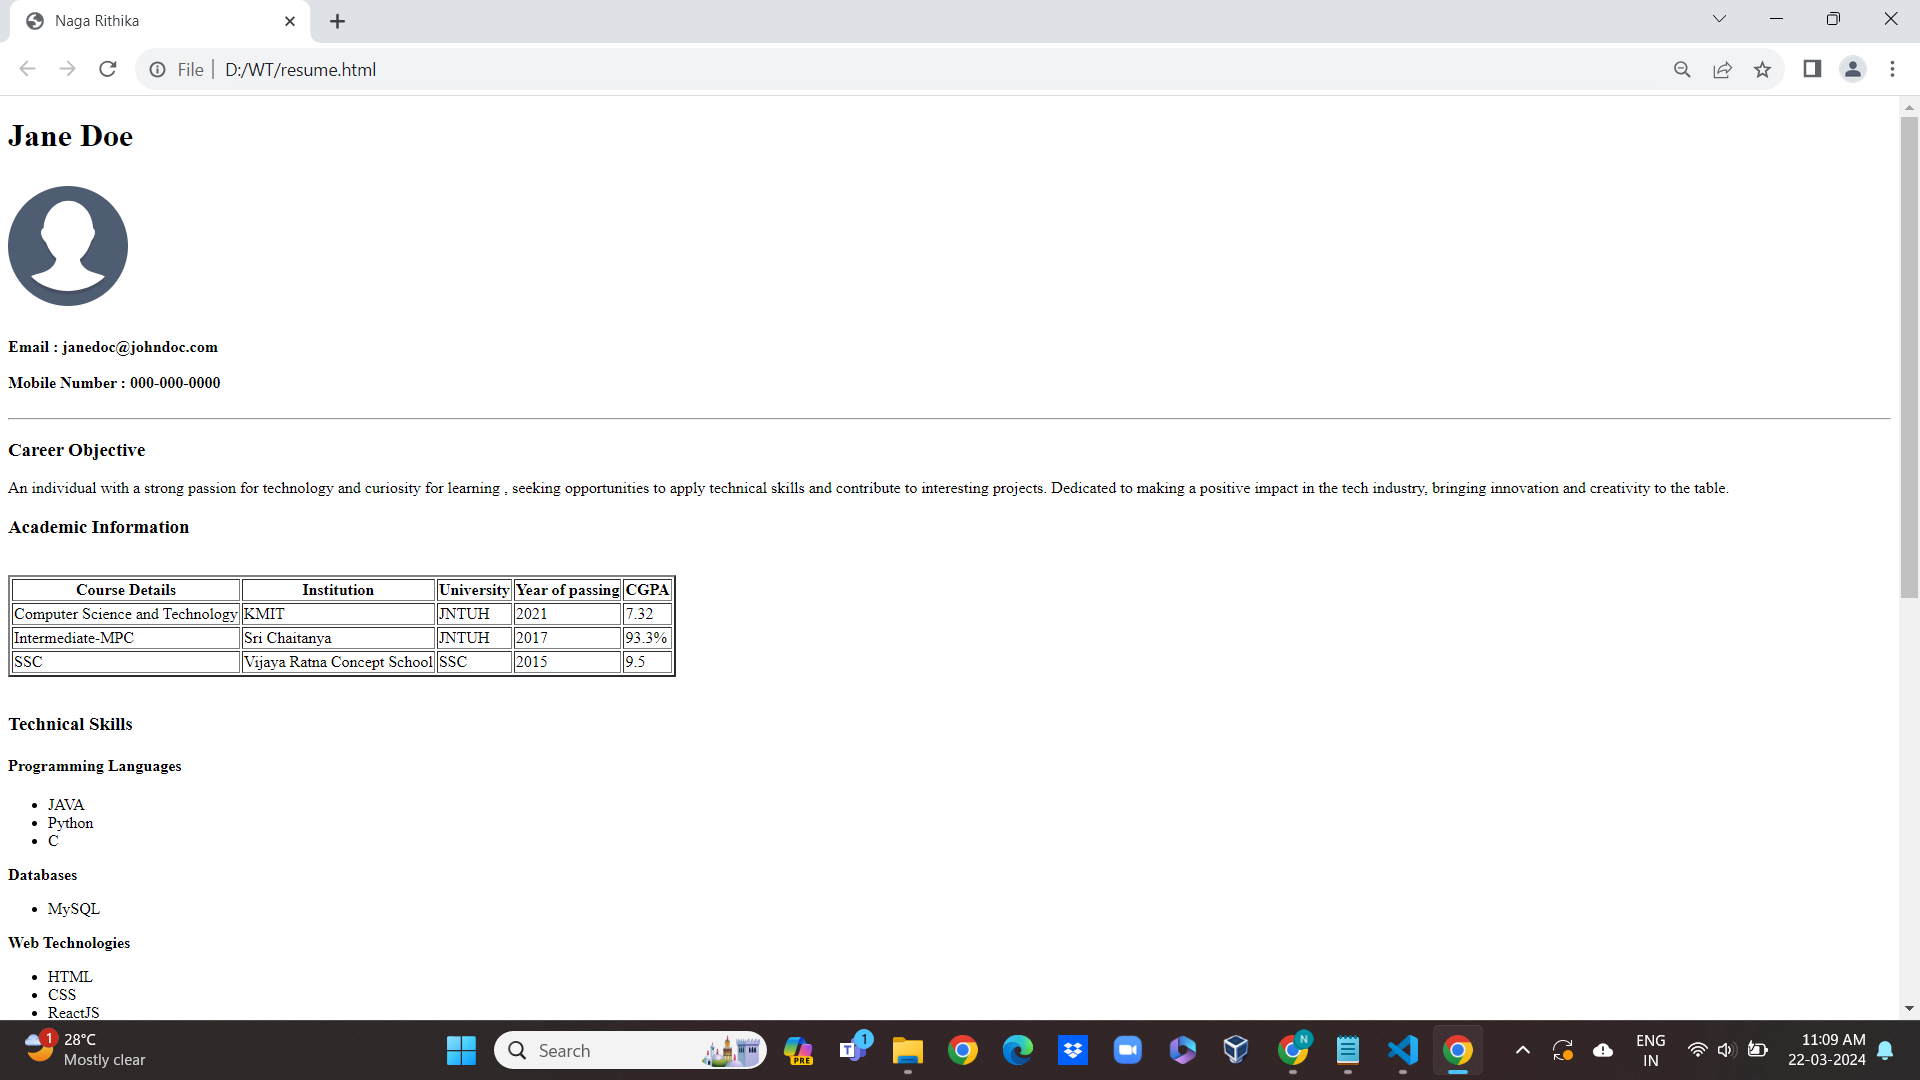 Naga Rithika
File | D:/WT/resume.html
Jane Doe
Email : janedoc@johndoc.com
Mobile Number : 000-000-0000
Career Objective
An individual with a strong passion for technology and curiosity for learning , seeking opportunities to apply technical skills and contribute to interesting projects. Dedicated to making a positive impact in the tech industry, bringing innovation and creativity to the table.
Academic Information
Course Details Institution University Year of passing CGPA
Computer Science and Technology KMIT JNTUH 2021 7.32
Intermediate-MPC Sri Chaitanya JNTUH 2017 93.3%
SSC Vijaya Ratna Concept School SSC 2015 9.5
Technical Skills
Programming Languages
• JAVA
• Python
• C
Databases
• MySQL
Web Technologies
• HTML
• CSS
• ReactJS
1 28°C
Mostly clear
Search
PRE
T 1
N
ENG
IN
11:09 AM
22-03-2024